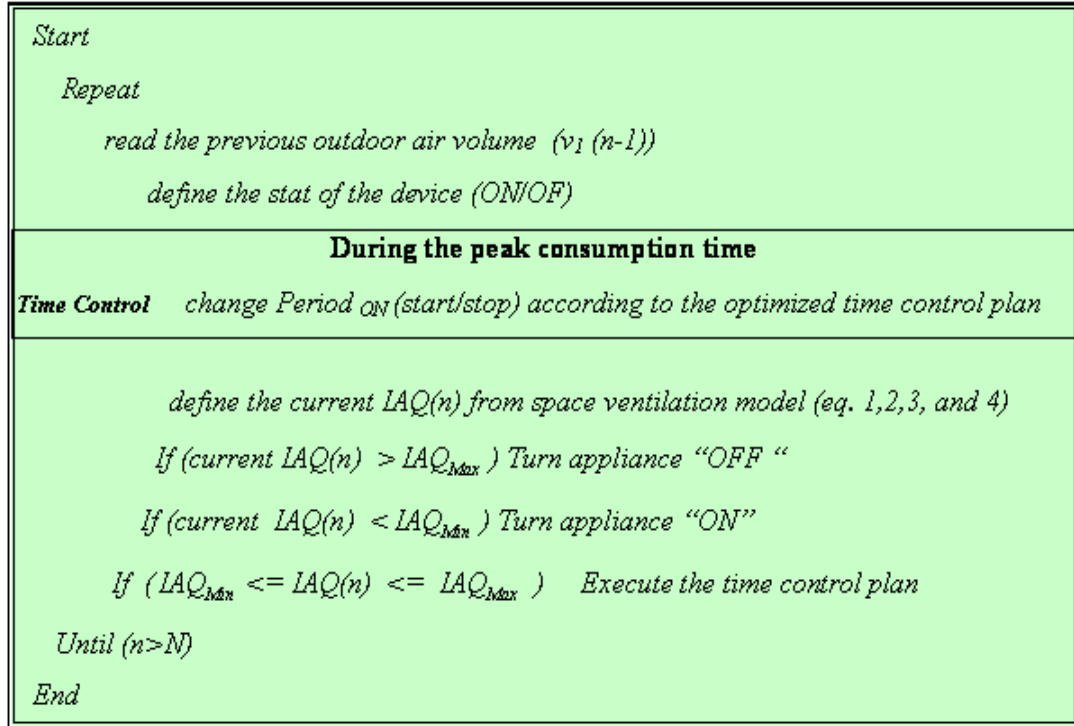 Start
Repeat
read the previous outdoor air volume (v₁ (n-1))
define the stat of the device (ON/OF)
During the peak consumption time
Time Control change Period ON (start/stop) according to the optimized time control plan
define the current IAQ(n) from space ventilation model (eq. 1,2,3, and 4)
If (current IAQ(n) > IAQMax ) Turn appliance “OFF “
If (current IAQ(n) < IAQMin ) Turn appliance “ON”
If ( IAQMin <= IAQ(n) <= IAQMax ) Execute the time control plan
Until (n>N)
End